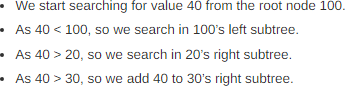 • We start searching for value 40 from the root node 100.
• As 40 < 100, so we search in 100’s left subtree.
• As 40 > 20, so we search in 20’s right subtree.
• As 40 > 30, so we add 40 to 30’s right subtree.